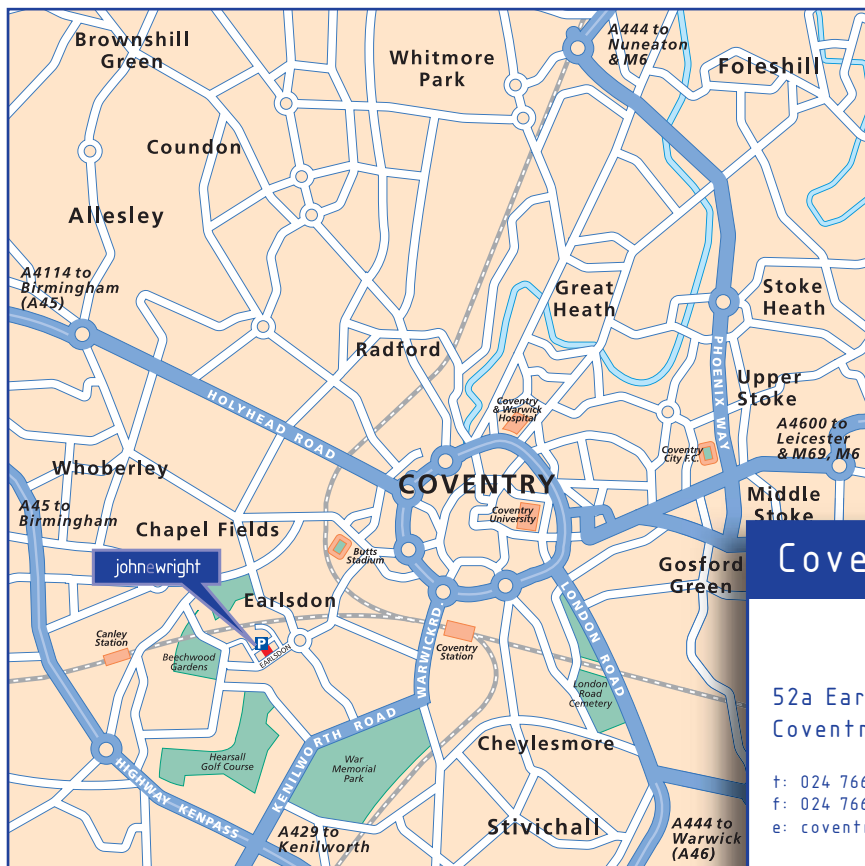 Brownshill
Green
Whitmore
Park
A444 to
Nuneaton
& M6
Foleshill
Coundon
Allesley
A4114 to
Birmingham
(A45)
Great
Heath
Stoke
Heath
Radford
PHOENIX WAY
HOLYHEAD ROAD
Upper
Stoke
Coventry
& Warwick
Hospital
A4600 to
Leicester
& M69, M6
Coventry
City F.C.
Whoberley
COVENTRY
A45 to
Birmingham
Middle
Stoke
Coventry
University
Chapel Fields
Butts
Stadium
johnewright
Gosford
Green
Earlsdon
LONDON ROAD
WARWICK RD
Canley
Station
Beechwood
Gardens
EARLSDON
P
Coventry
Station
London
Road
Cemetery
KENILWORTH ROAD
Cheylesmore
Hearsall
Golf Course
War
Memorial
Park
HIGHWAY KENPASS
A429 to
Kenilworth
Stivichall
A444 to
Warwick
(A46)
Cove
52a Ear
Coventr
t: 024 766
f: 024 766
e: coventr